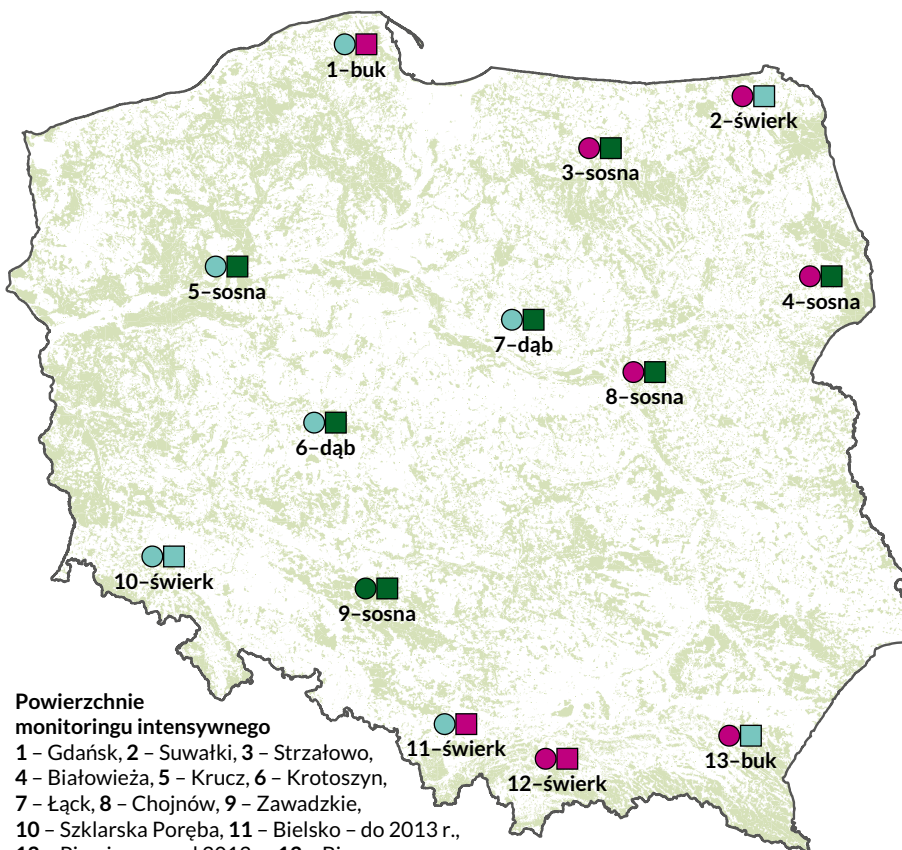 1–buk
2–świerk
3–sosna
5–sosna
4–sosna
7–dąb
8–sosna
6–dąb
10–świerk
9–sosna
11–świerk
12–świerk
13–buk
Powierzchnie
monitoringu intensywnego
1 – Gdańsk, 2 – Suwałki, 3 – Strzałowo,
4 – Białowieża, 5 – Krucz, 6 – Krotoszyn,
7 – Łąck, 8 – Chojnów, 9 – Zawadzkie,
10 – Szklarska Poręba, 11 – Bielsko – do 2013 r.,